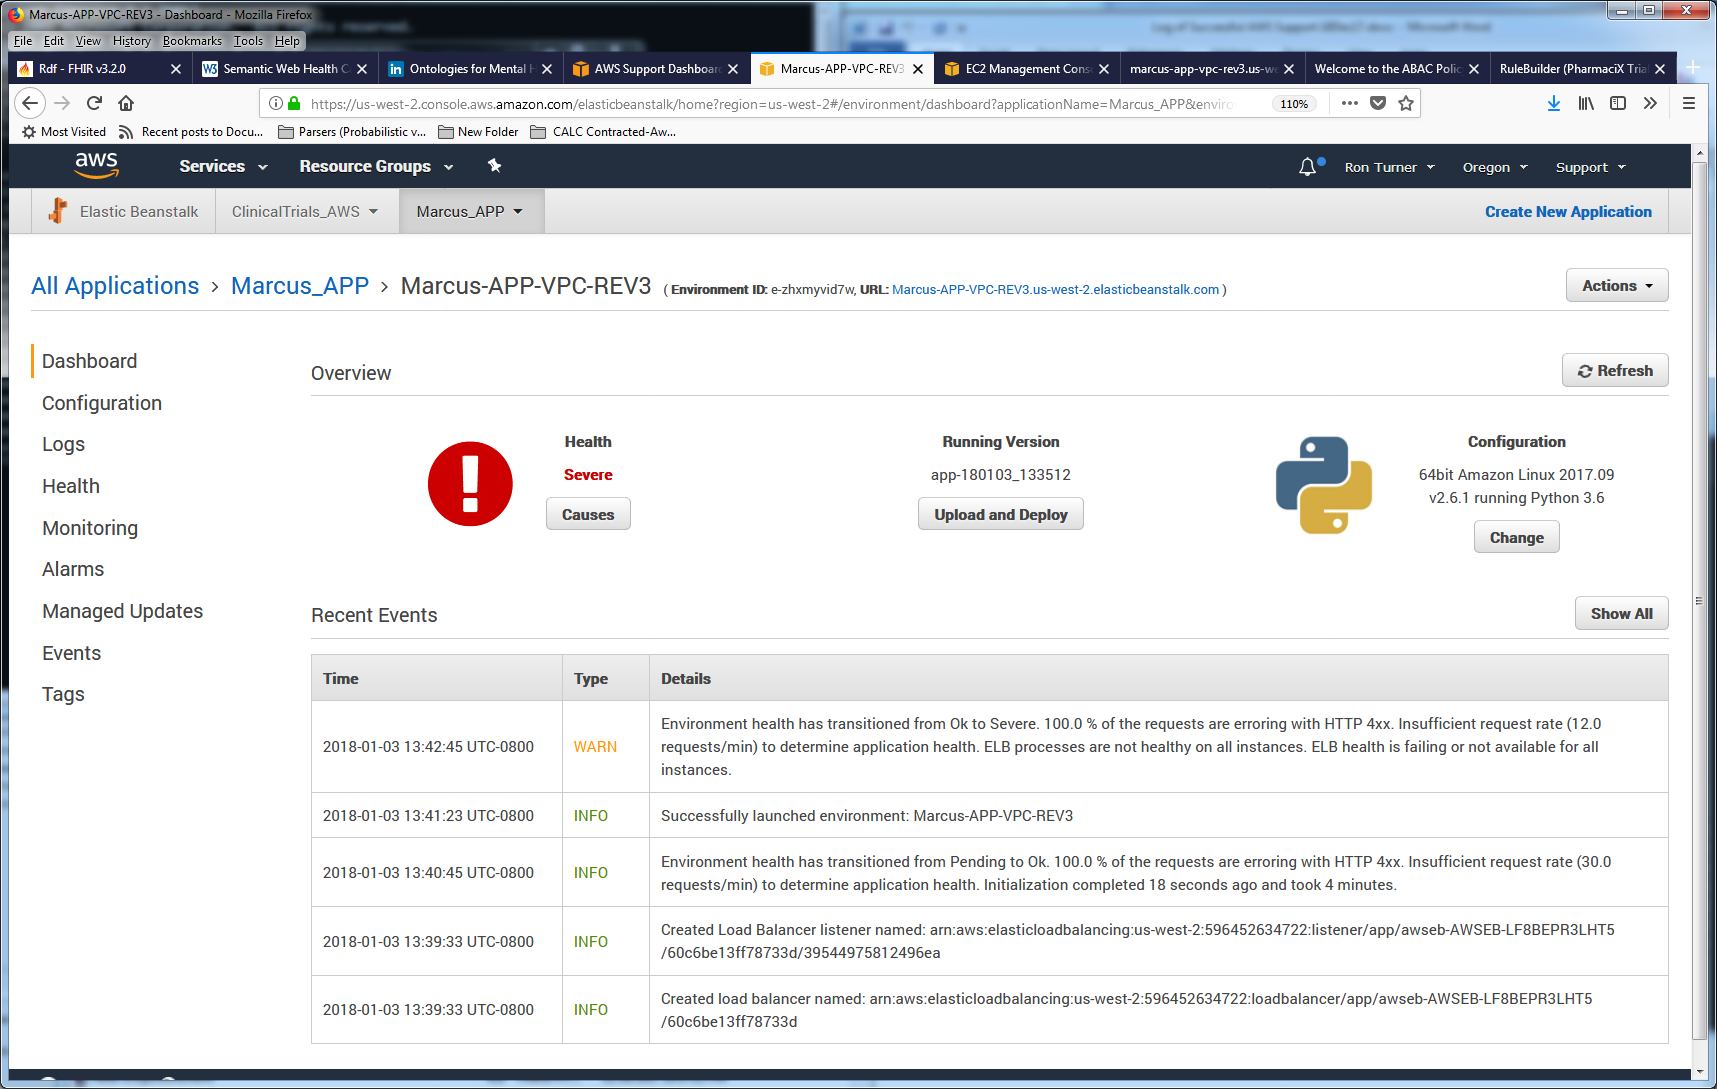 Marcus-APP-VPC-REV3 - Dashboard - Mozilla Firefox
File Edit View History Bookmarks Tools Help
Rdf - FHIR v3.2.0
Semantic Web Health C
Ontologies for Mental H
AWS Support Dashboar
Marcus-APP-VPC-REV3
EC2 Management Cons
marcus-app-vpc-rev3.us-we
Welcome to the ABAC Polic
RuleBuilder (PharmaciX Tria
https://us-west-2.console.aws.amazon.com/elasticbeanstalk/home?region=us-west-2#/environment/dashboard?applicationName=Marcus_APP&enviro
110%
Most Visited
Recent posts to Docu...
Parsers (Probabilistic v...
New Folder
CALC Contracted-Aw...
aws
Services
Resource Groups
Ron Turner
Oregon
Support
Elastic Beanstalk
ClinicalTrials_AWS
Marcus_APP
Create New Application
All Applications > Marcus_APP > Marcus-APP-VPC-REV3 ( Environment ID: e-zhxmyvid7w, URL: Marcus-APP-VPC-REV3.us-west-2.elasticbeanstalk.com )
Actions
Dashboard
Configuration
Logs
Health
Monitoring
Alarms
Managed Updates
Events
Tags
Overview
Refresh
Health
Severe
Causes
Running Version
app-180103_133512
Upload and Deploy
Configuration
64bit Amazon Linux 2017.09
v2.6.1 running Python 3.6
Change
Recent Events
Show All
Time Type Details
2018-01-03 13:42:45 UTC-0800 WARN Environment health has transitioned from Ok to Severe. 100.0 % of the requests are erroring with HTTP 4xx. Insufficient request rate (12.0
requests/min) to determine application health. ELB processes are not healthy on all instances. ELB health is failing or not available for all
instances.
2018-01-03 13:41:23 UTC-0800 INFO Successfully launched environment: Marcus-APP-VPC-REV3
2018-01-03 13:40:45 UTC-0800 INFO Environment health has transitioned from Pending to Ok. 100.0 % of the requests are erroring with HTTP 4xx. Insufficient request rate (30.0
requests/min) to determine application health. Initialization completed 18 seconds ago and took 4 minutes.
2018-01-03 13:39:33 UTC-0800 INFO Created Load Balancer listener named: arn:aws:elasticloadbalancing:us-west-2:596452634722:listener/app/awseb-AWSEB-LF8BEPR3LHT5
/60c6be13ff78733d/39544975812496ea
2018-01-03 13:39:33 UTC-0800 INFO Created load balancer named: arn:aws:elasticloadbalancing:us-west-2:596452634722:loadbalancer/app/awseb-AWSEB-LF8BEPR3LHT5
/60c6be13ff78733d